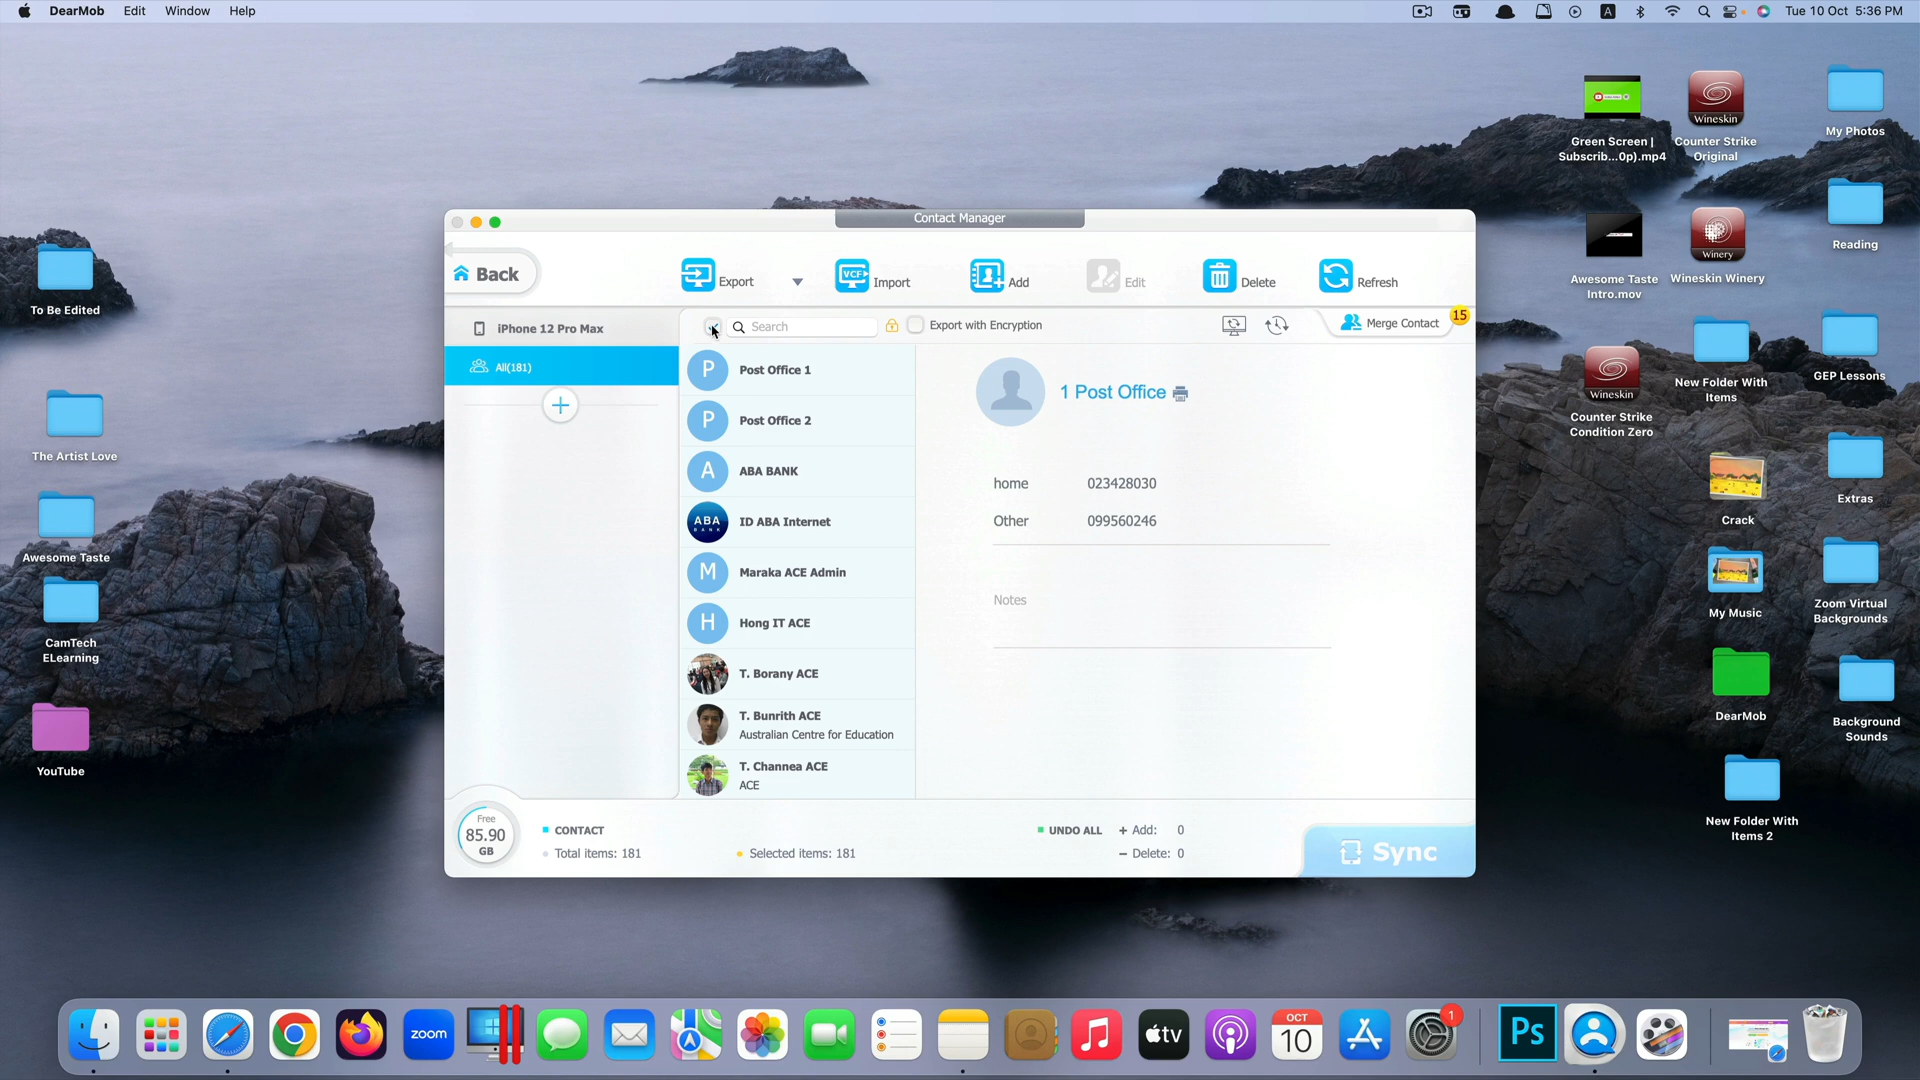 DearMob Edit Window Help
A
Tue 10 Oct 5:36 PM
Green Screen |
Subscrib...0p).mp4
Wineskin
Counter Strike
Original
My Photos
Awesome Taste
Intro.mov
Winery
Wineskin Winery
Reading
To Be Edited
Wineskin
Counter Strike
Condition Zero
New Folder With
Items
GEP Lessons
The Artist Love
Crack
Extras
Awesome Taste
My Music
Zoom Virtual
Backgrounds
CamTech
ELearning
DearMob
Background
Sounds
YouTube
New Folder With
Items 2
Contact Manager
Back
Export
VCF
Import
Add
Edit
Delete
Refresh
iPhone 12 Pro Max
Search
Export with Encryption
Merge Contact
15
All(181)
P
Post Office 1
P
Post Office 2
A
ABA BANK
ABA
BANK
ID ABA Internet
M
Maraka ACE Admin
H
Hong IT ACE
T. Borany ACE
T. Bunrith ACE
Australian Centre for Education
T. Channea ACE
ACE
1 Post Office
home 023428030
Other 099560246
Notes
Free
85.90
GB
CONTACT
Total items: 181
Selected items: 181
UNDO ALL + Add: 0
− Delete: 0
Sync
zoom
tv
OCT
10
1
Ps